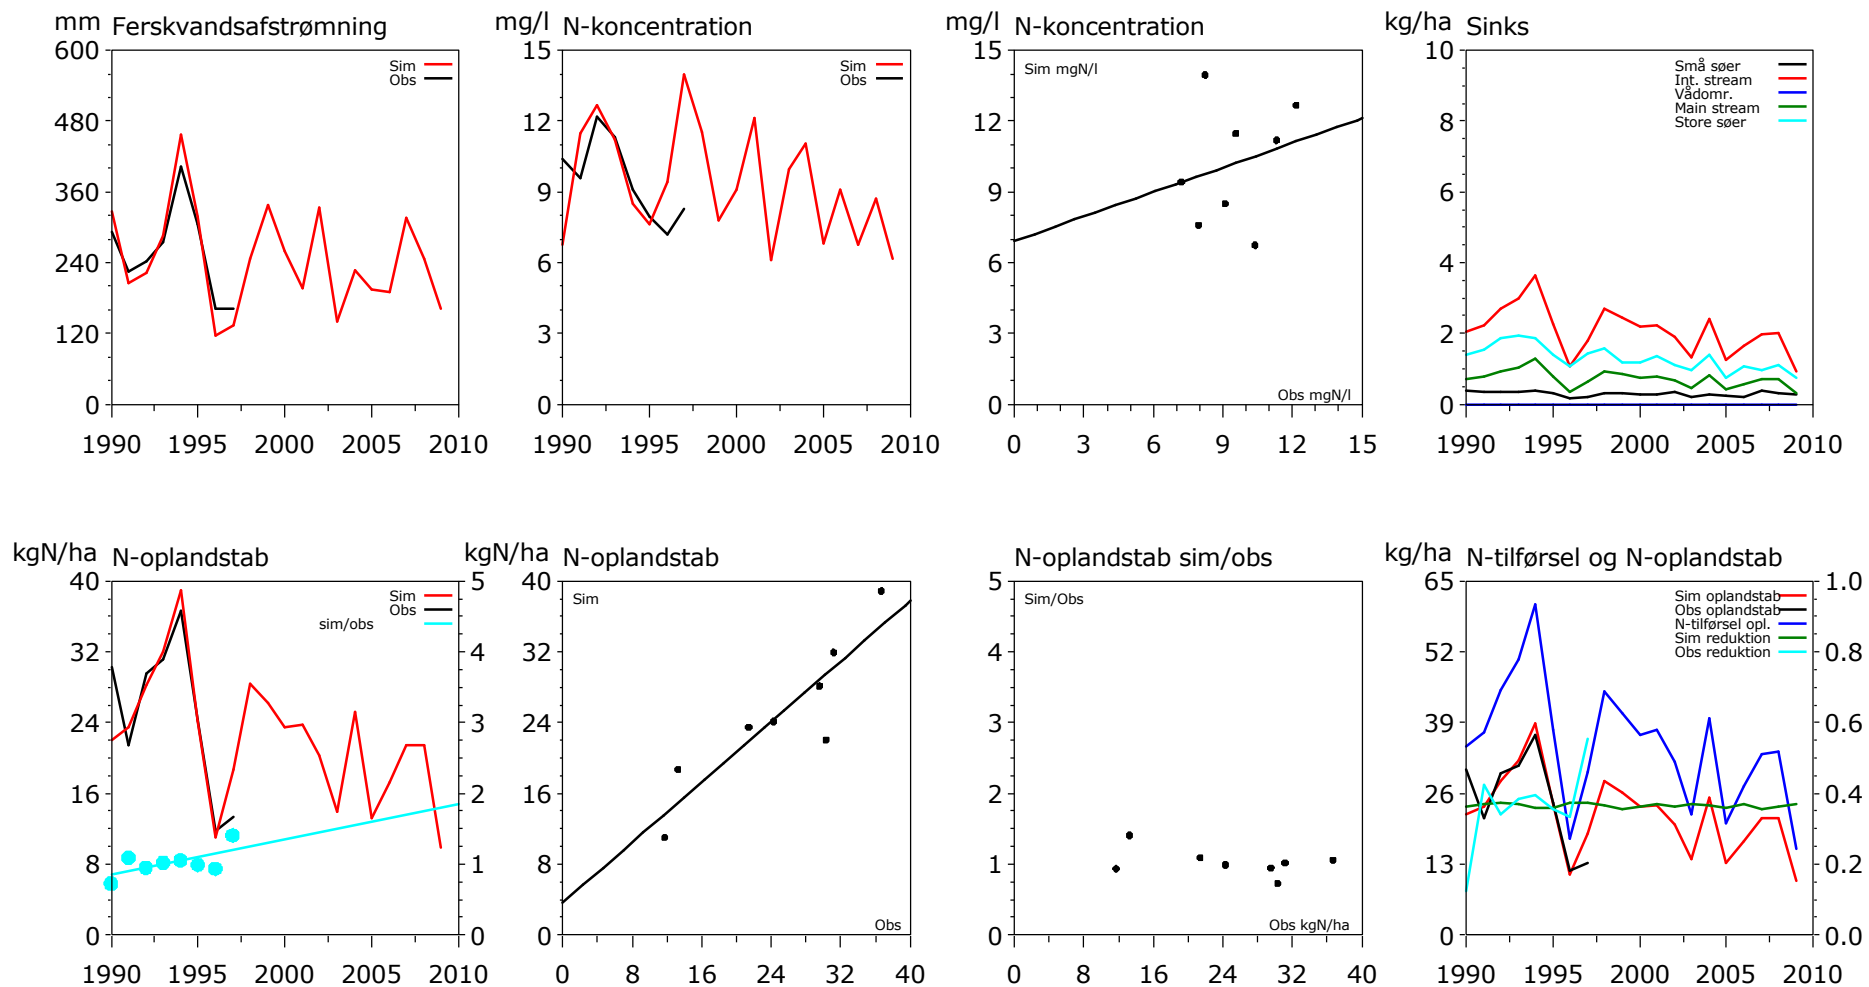 mm Ferskvandsafstrømning
600
480
360
240
120
0
Sim
Obs
1990 1995 2000 2005 2010
mg/l N-koncentration
15
12
9
6
3
0
Sim
Obs
1990 1995 2000 2005 2010
mg/l N-koncentration
15
12
9
6
3
0
Sim mgN/l
Obs mgN/l
0 3 6 9 12 15
kg/ha Sinks
10
8
6
4
2
0
Små søer
Int. stream
Vådomr.
Main stream
Store søer
1990 1995 2000 2005 2010
kgN/ha N-oplandstab
40
32
24
16
8
0
Sim
Obs
sim/obs
5
4
3
2
1
0
1990 1995 2000 2005 2010
kgN/ha N-oplandstab
40
32
24
16
8
0
Sim
Obs
0 8 16 24 32 40
N-oplandstab sim/obs
5
4
3
2
1
0
Sim/Obs
Obs kgN/ha
0 8 16 24 32 40
kg/ha N-tilførsel og N-oplandstab
65
52
39
26
13
0
Sim oplandstab
Obs oplandstab
N-tilførsel opl.
Sim reduktion
Obs reduktion
1.0
0.8
0.6
0.4
0.2
0.0
1990 1995 2000 2005 2010